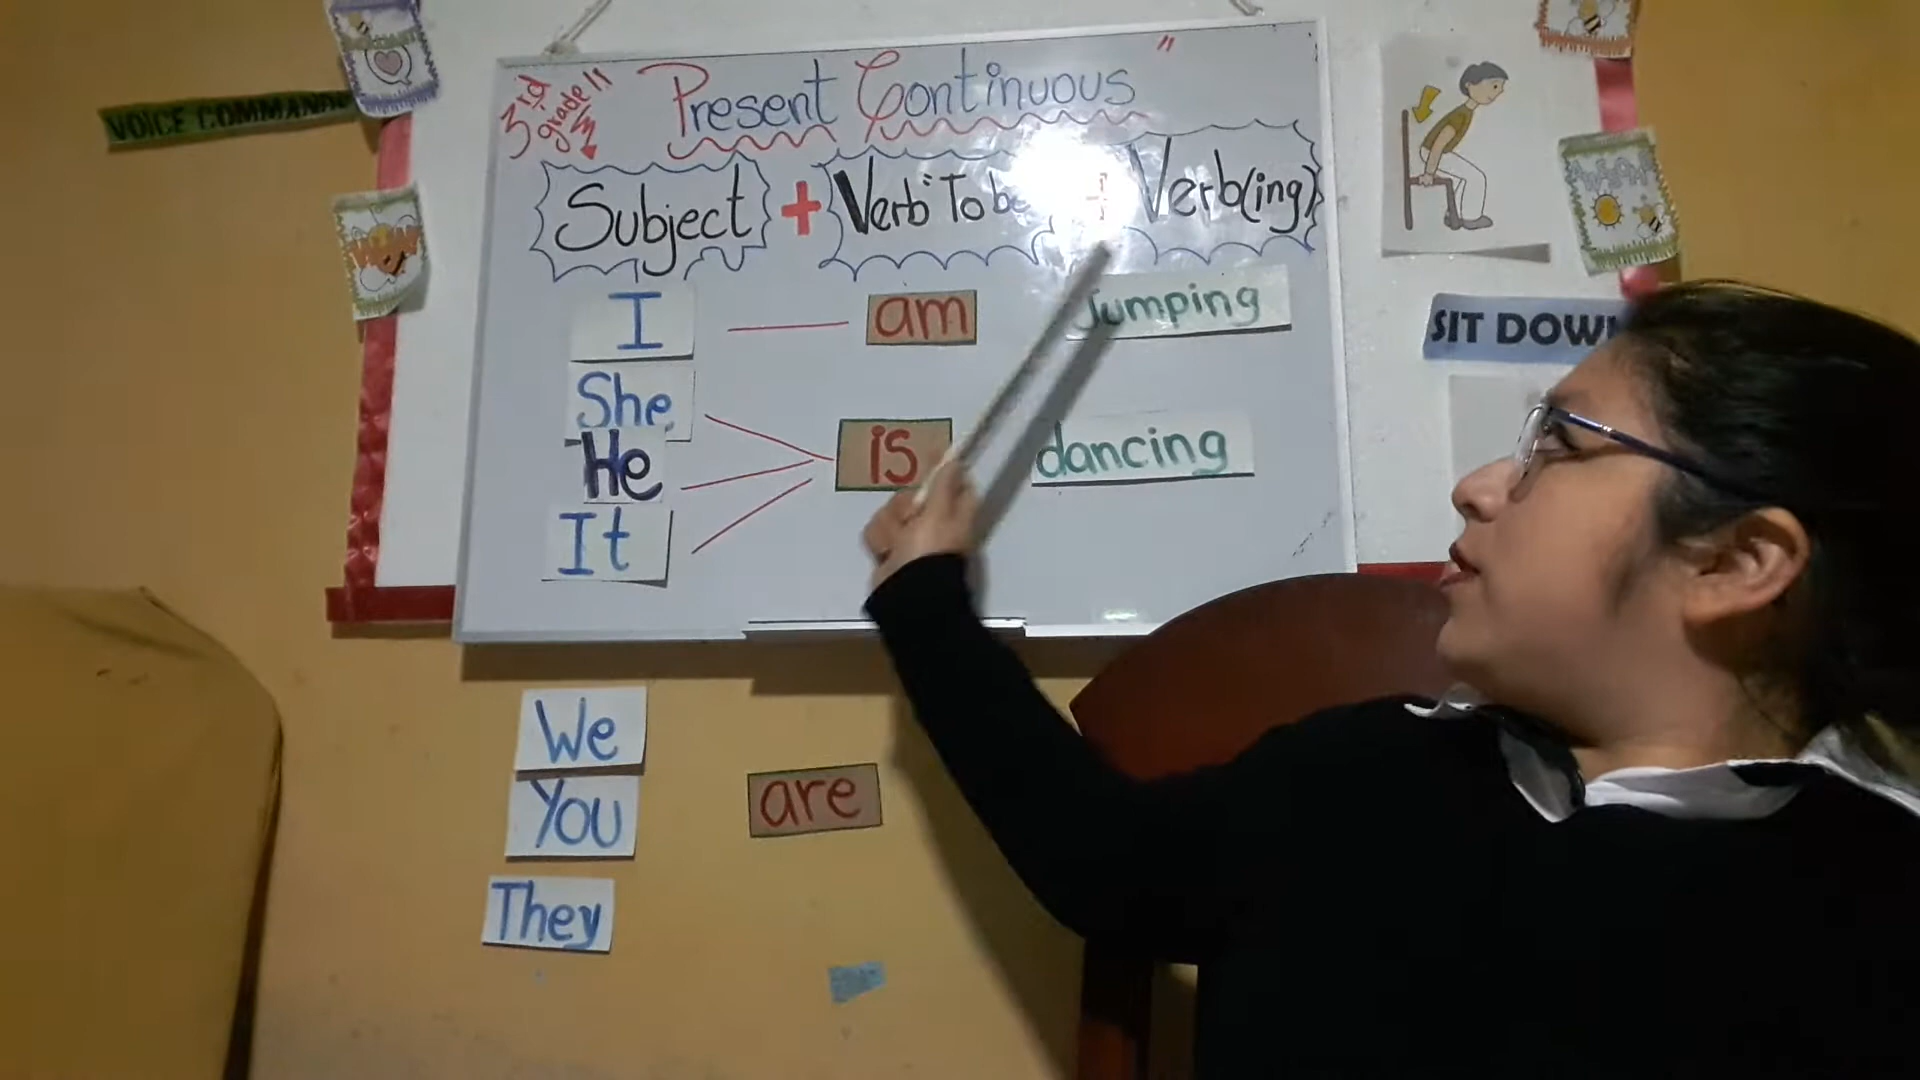 VOICE COMMAND
3rd grade!!
Present Continuous"
Subject + Verb "To be + Verb(ing)
I am Jumping
She
He is dancing
It
We
You are
They
SIT DOWN
AWESOME